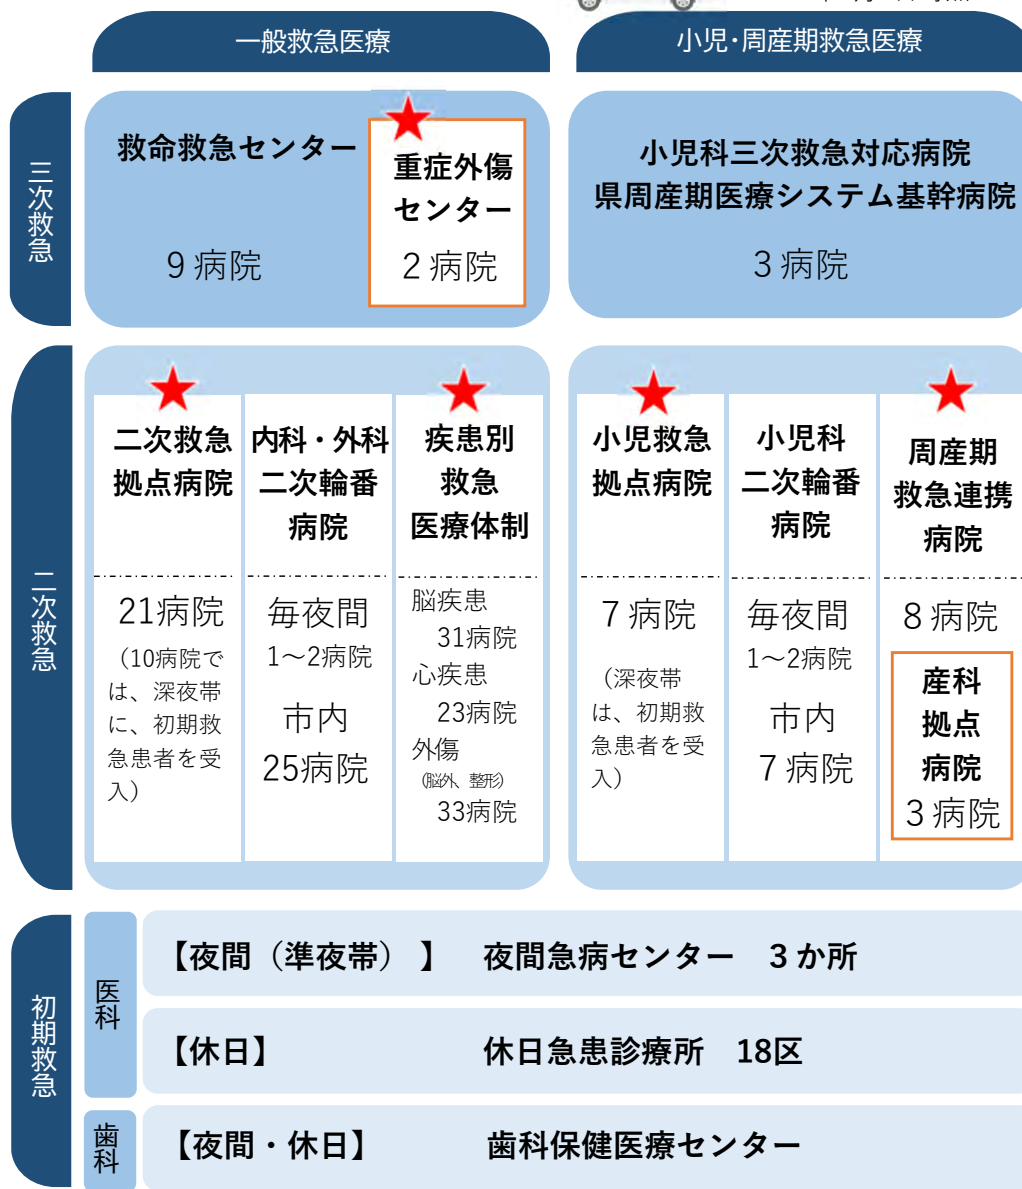 一般救急医療
小児・周産期救急医療
三次救急
救命救急センター
9 病院
重症外傷
センター
2 病院
小児科三次救急対応病院
県周産期医療システム基幹病院
3 病院
二次救急
二次救急
拠点病院
21病院
（10病院で
は、深夜帯
に、初期救
急患者を受
入）
内科・外科
二次輪番
病院
毎夜間
1～2病院
市内
25病院
疾患別
救急
医療体制
脳疾患
31病院
心疾患
23病院
外傷
（脳外、整形）
33病院
小児救急
拠点病院
7 病院
（深夜帯
は、初期救
急患者を受
入）
小児科
二次輪番
病院
毎夜間
1～2病院
市内
7 病院
周産期
救急連携
病院
8 病院
産科
拠点
病院
3 病院
初期救急
医科
【夜間（準夜帯）】 夜間急病センター 3 か所
【休日】 休日急患診療所 18区
歯科
【夜間・休日】 歯科保健医療センター